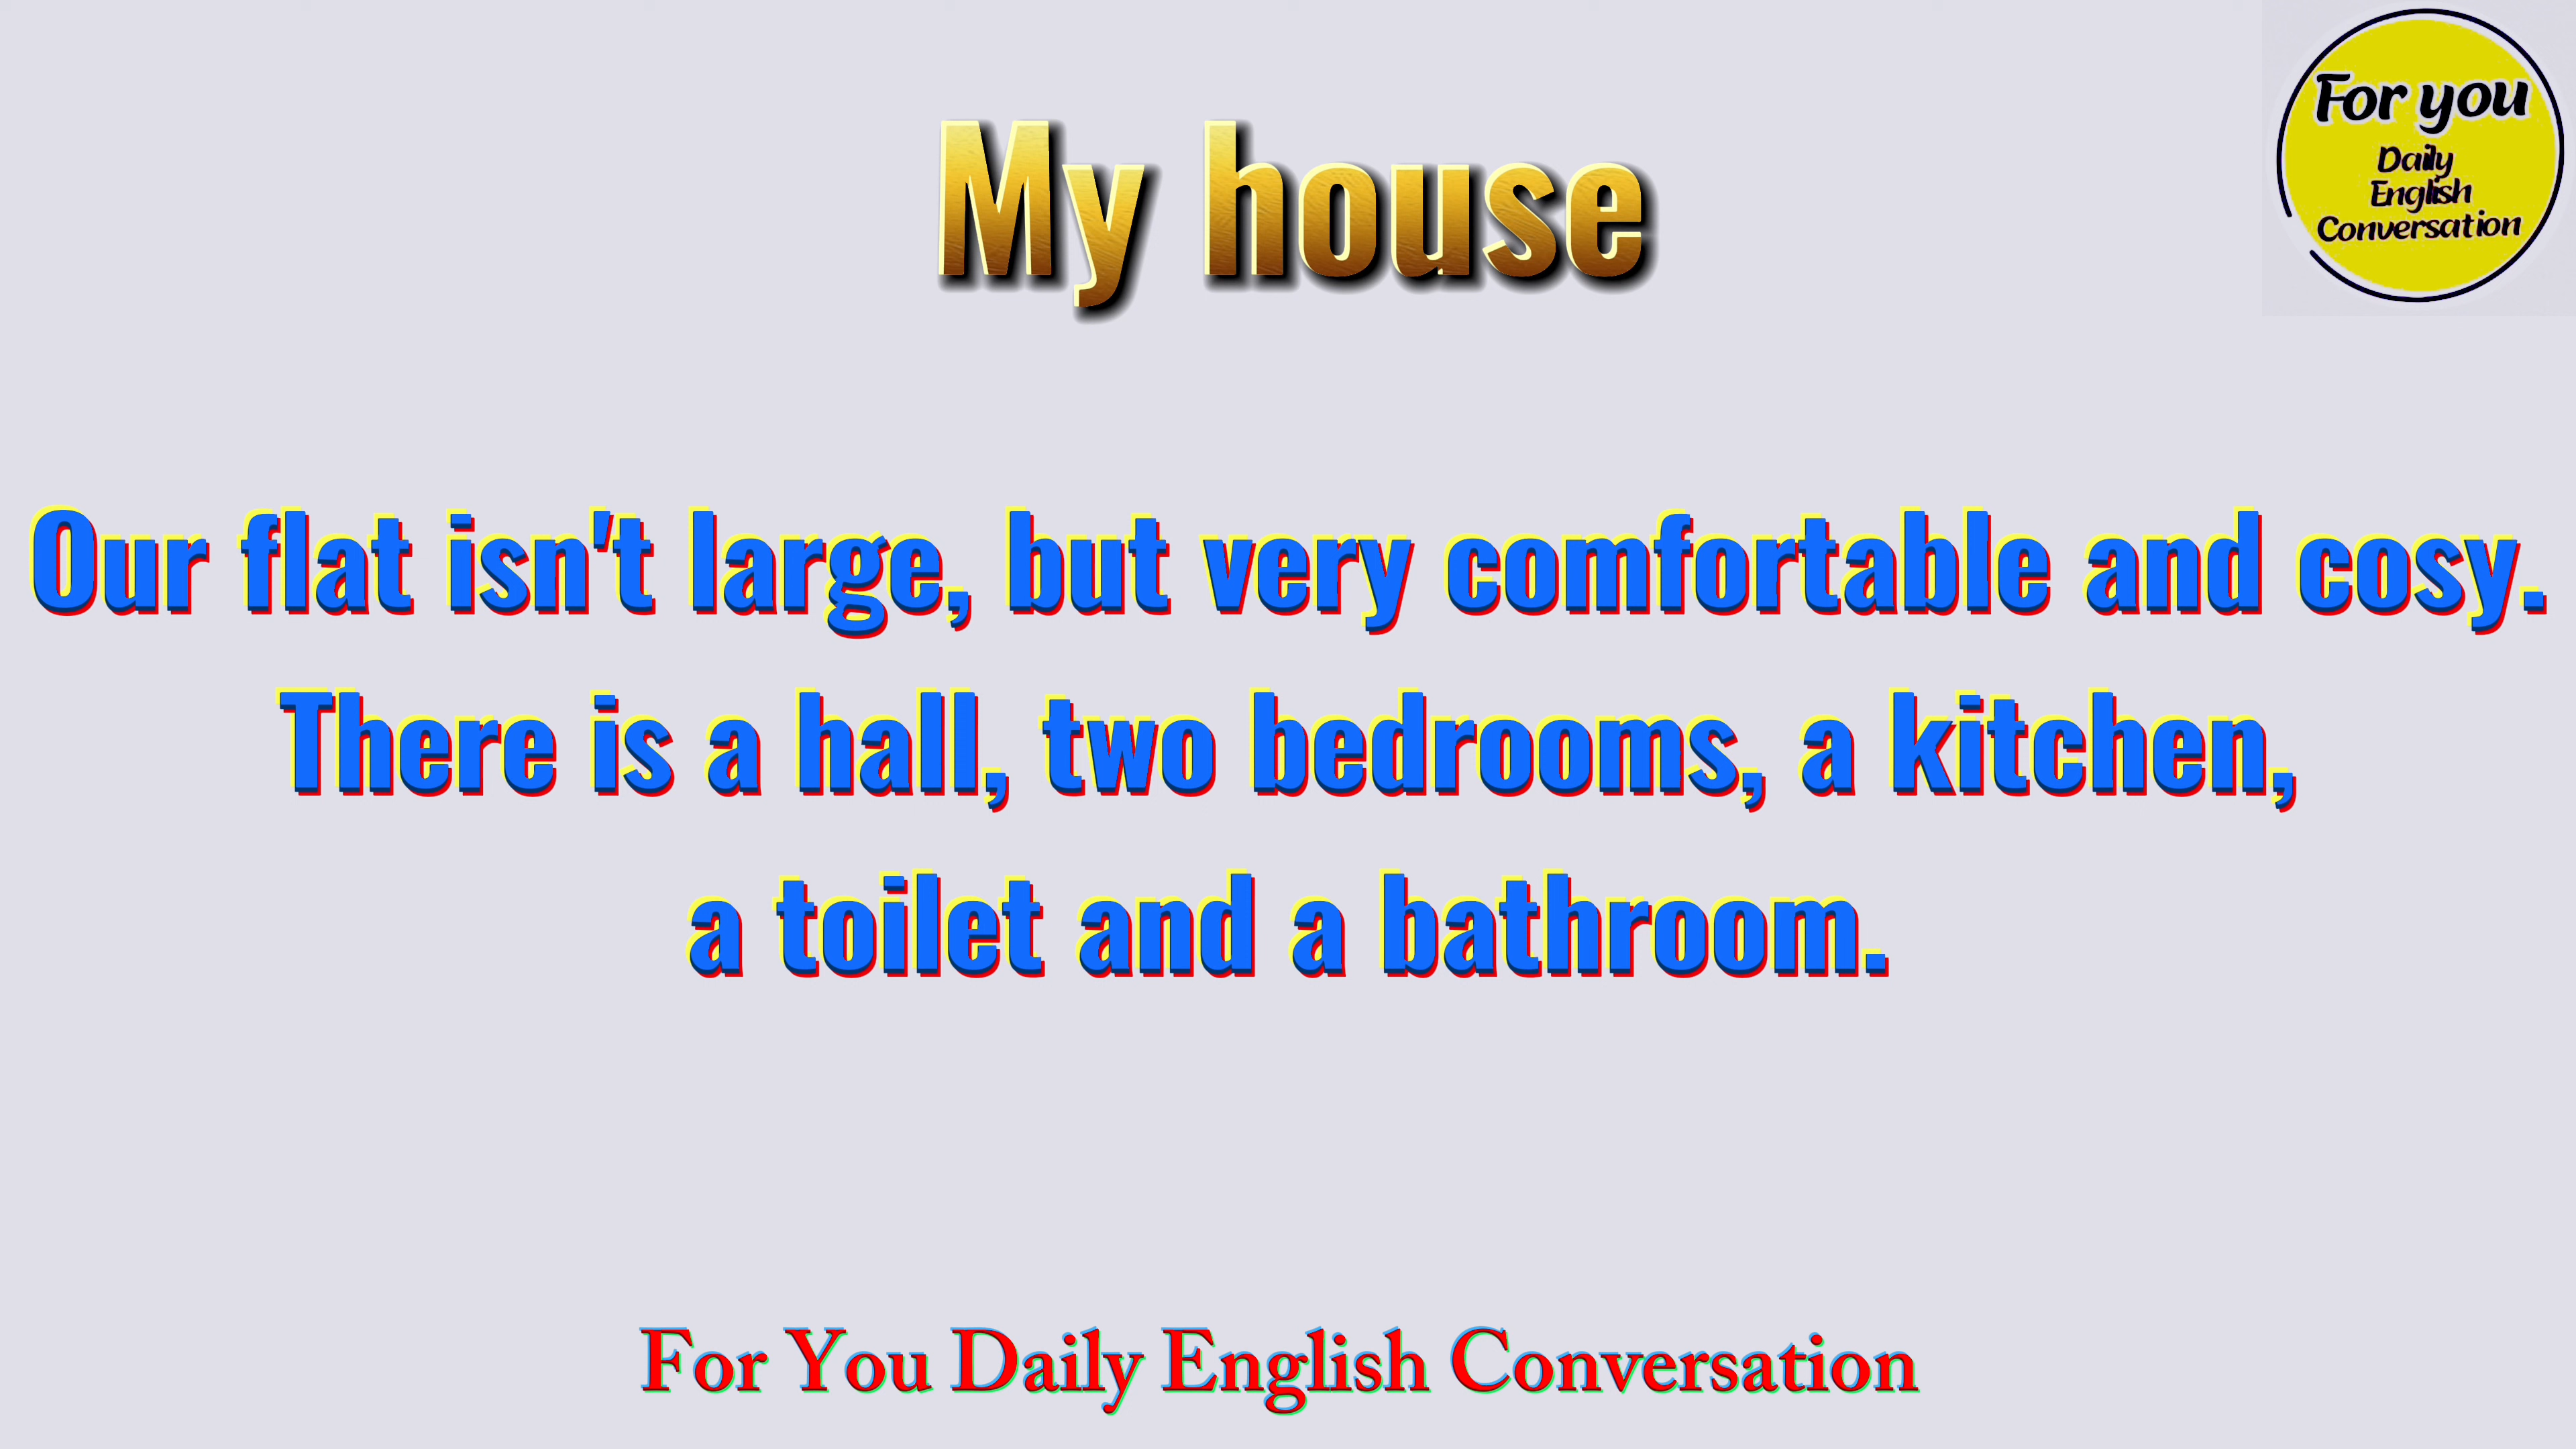 My house
For you
Daily
English
Conversation
Our flat isn't large, but very comfortable and cosy.
There is a hall, two bedrooms, a kitchen,
a toilet and a bathroom.
For You Daily English Conversation